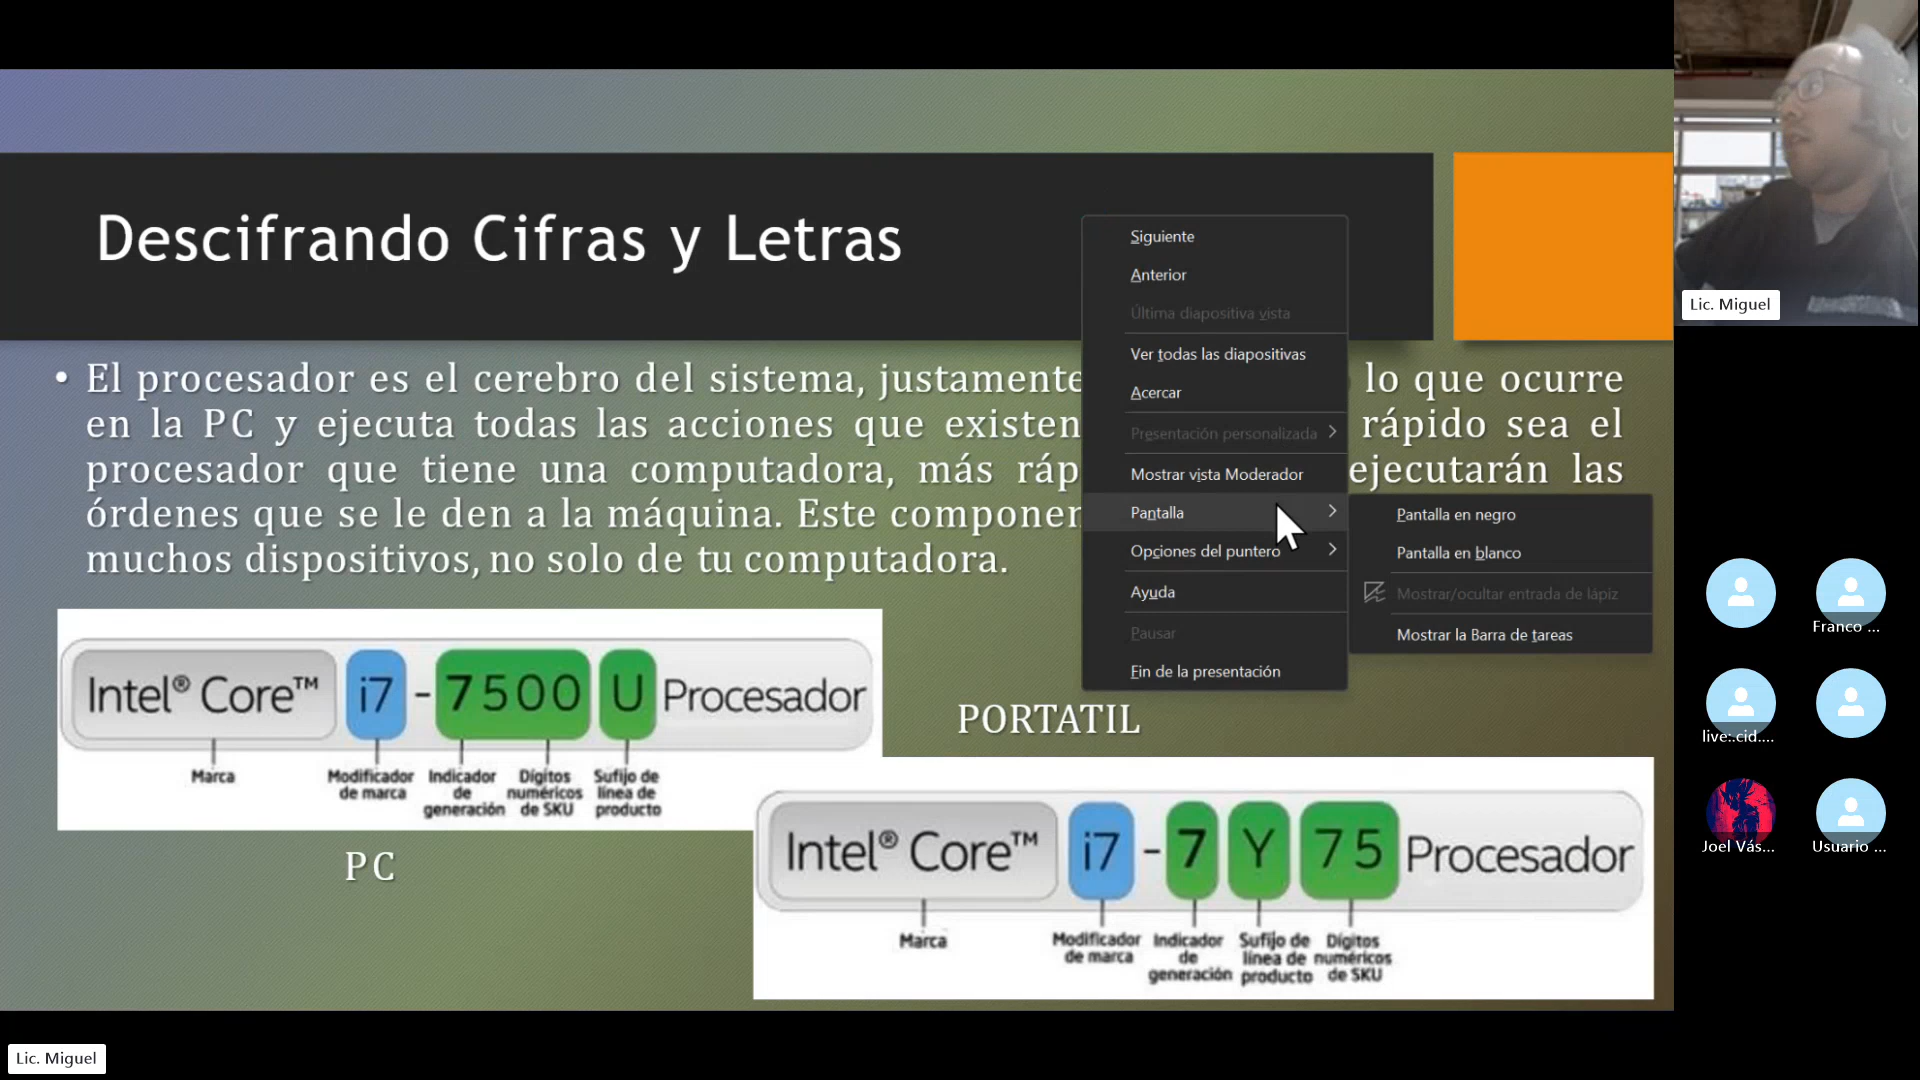 Descifrando Cifras y Letras
• El procesador es el cerebro del sistema, justamente lo que ocurre
en la PC y ejecuta todas las acciones que existen rápido sea el
procesador que tiene una computadora, más ejecutarán las
órdenes que se le den a la máquina. Este
muchos dispositivos, no solo de tu computadora.
Siguiente
Anterior
Última diapositiva vista
Ver todas las diapositivas
Acercar
Presentación personalizada
Mostrar vista Moderador
Pantalla
Opciones del puntero
Ayuda
Pausar
Fin de la presentación
Pantalla en negro
Pantalla en blanco
Mostrar/ocultar entrada de lápiz
Mostrar la Barra de tareas
Intel® Core™ i7 - 7500 U Procesador
Marca
Modificador de marca
Indicador de generación
Dígitos numéricos de SKU
Sufijo de línea de producto
PC
PORTATIL
Intel® Core™ i7 - 7 Y 75 Procesador
Marca
Modificador de marca
Indicador de generación
Sufijo de línea de producto
Dígitos numéricos de SKU
Lic. Miguel
Franco ...
live:.cid....
Joel Vás...
Usuario ...
Lic. Miguel